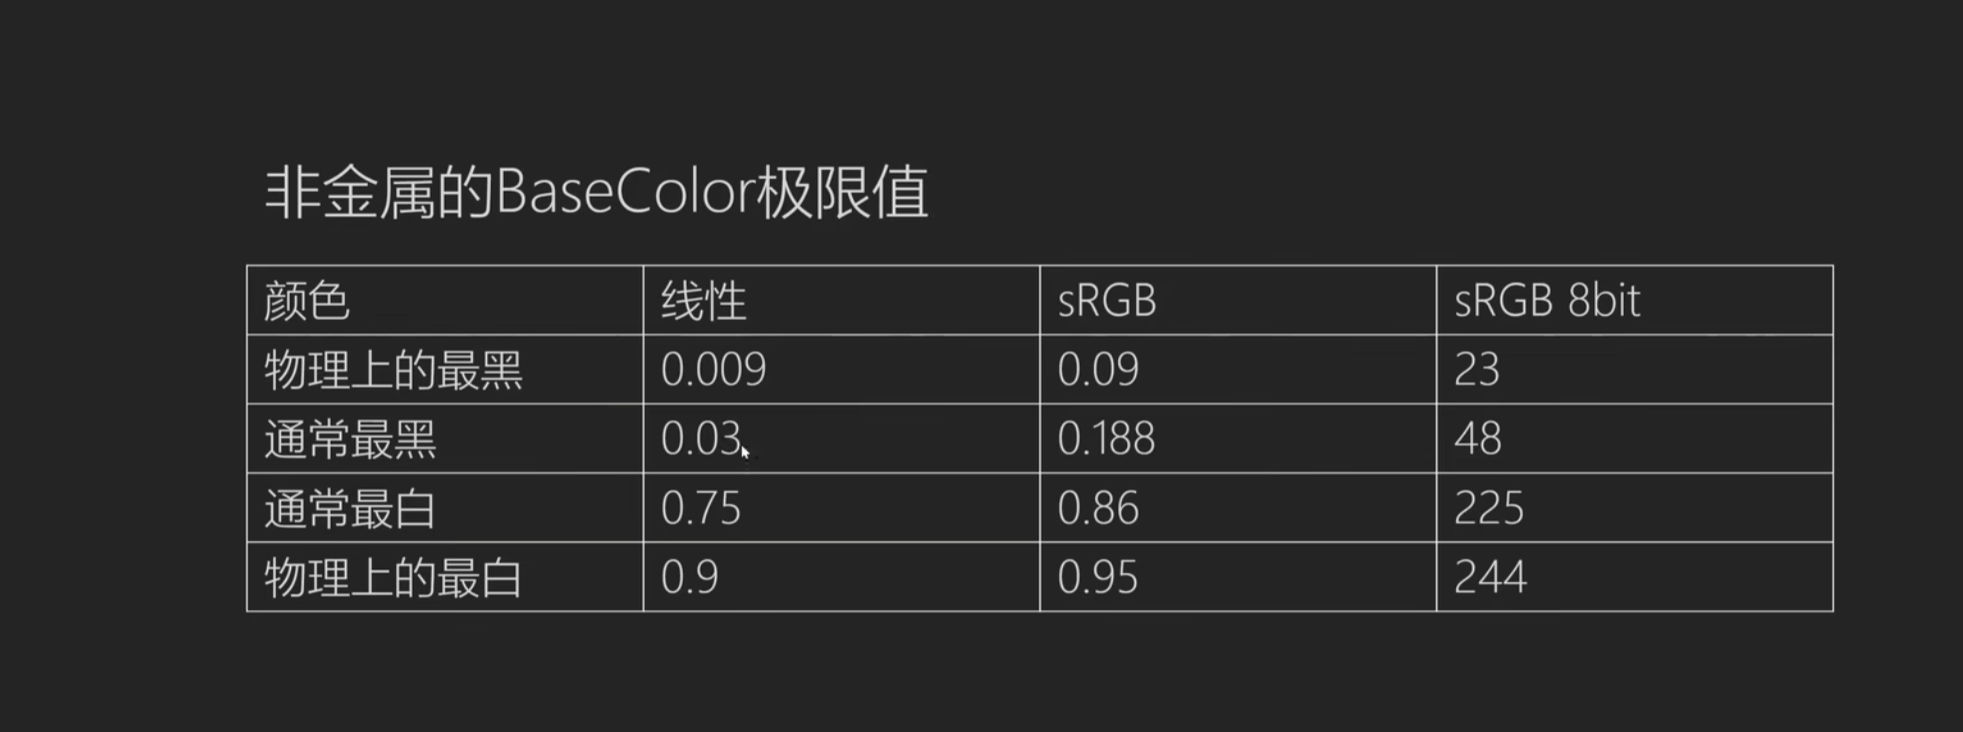 非金属的BaseColor极限值
颜色 线性 sRGB sRGB 8bit
物理上的最黑 0.009 0.09 23
通常最黑 0.03 0.188 48
通常最白 0.75 0.86 225
物理上的最白 0.9 0.95 244